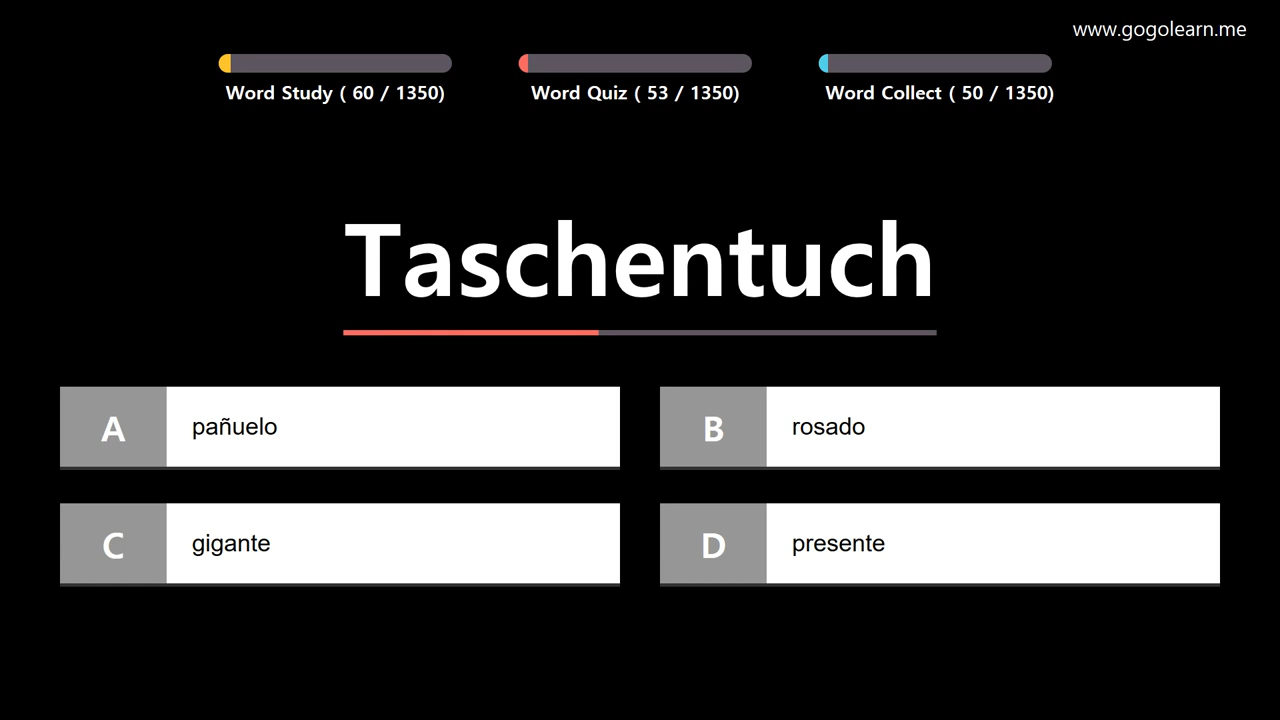 www.gogolearn.me
Word Study ( 60 / 1350)
Word Quiz ( 53 / 1350)
Word Collect ( 50 / 1350)
Taschentuch
A pañuelo
B rosado
C gigante
D presente